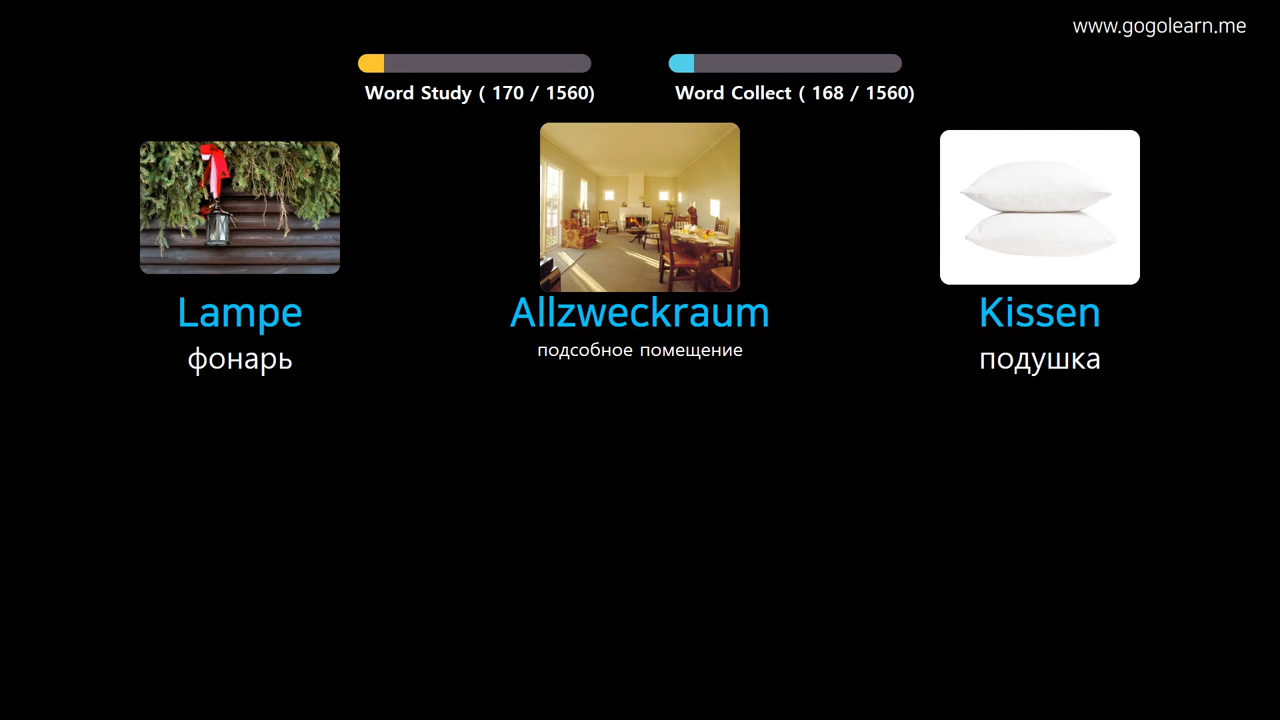 www.gogolearn.me
Word Study ( 170 / 1560)
Word Collect ( 168 / 1560)
Lampe
фонарь
Allzweckraum
подсобное помещение
Kissen
подушка